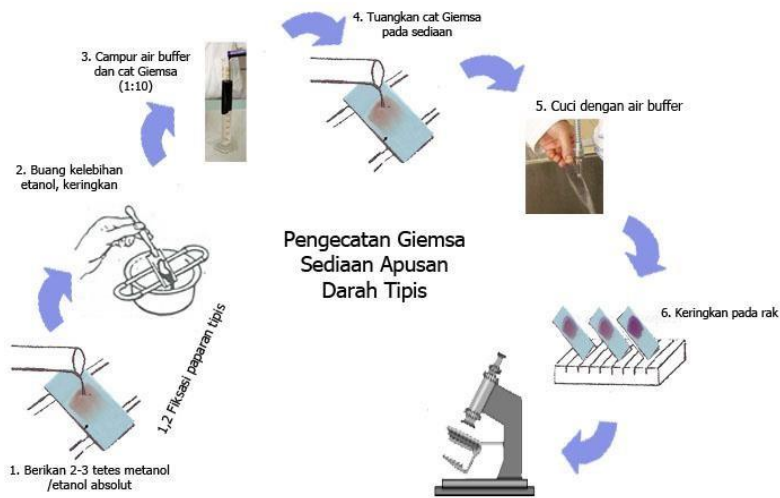 Pengecatan Giemsa
Sediaan Apusan
Darah Tipis
1. Berikan 2-3 tetes metanol
/etanol absolut
1,2 Fiksasi paparan tipis
2. Buang kelebihan
etanol, keringkan
3. Campur air buffer
dan cat Giemsa
(1:10)
4. Tuangkan cat Giemsa
pada sediaan
5. Cuci dengan air buffer
6. Keringkan pada rak